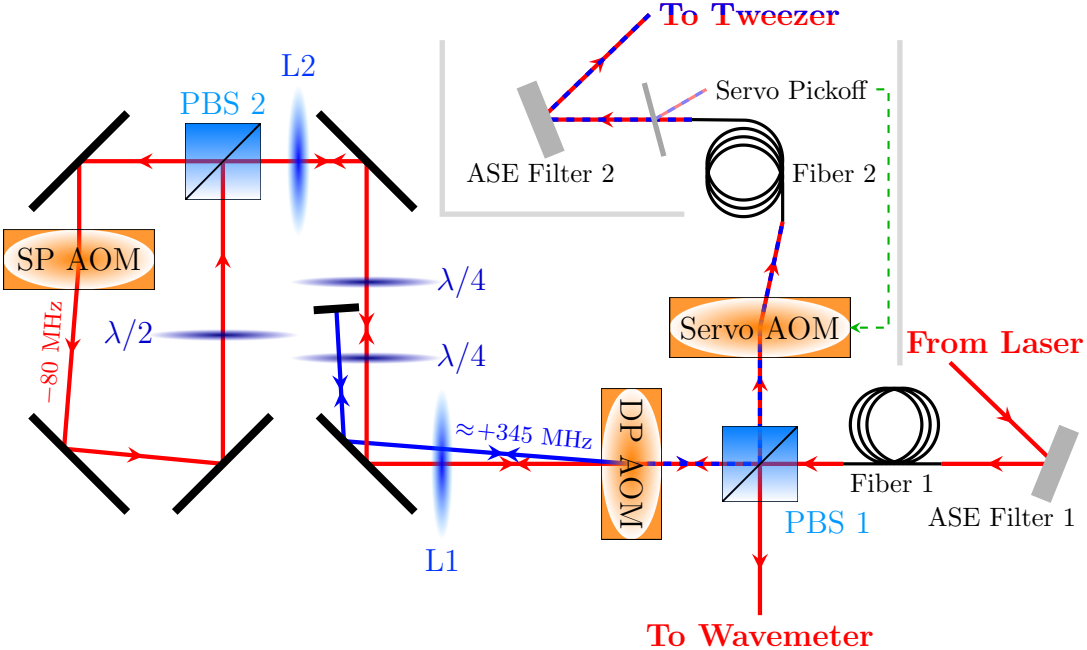 To Tweezer
L2
PBS 2
Servo Pickoff
ASE Filter 2
Fiber 2
SP AOM
λ/4
−80 MHz
λ/2
Servo AOM
From Laser
λ/4
DP AOM
≈+345 MHz
Fiber 1
ASE Filter 1
PBS 1
L1
To Wavemeter